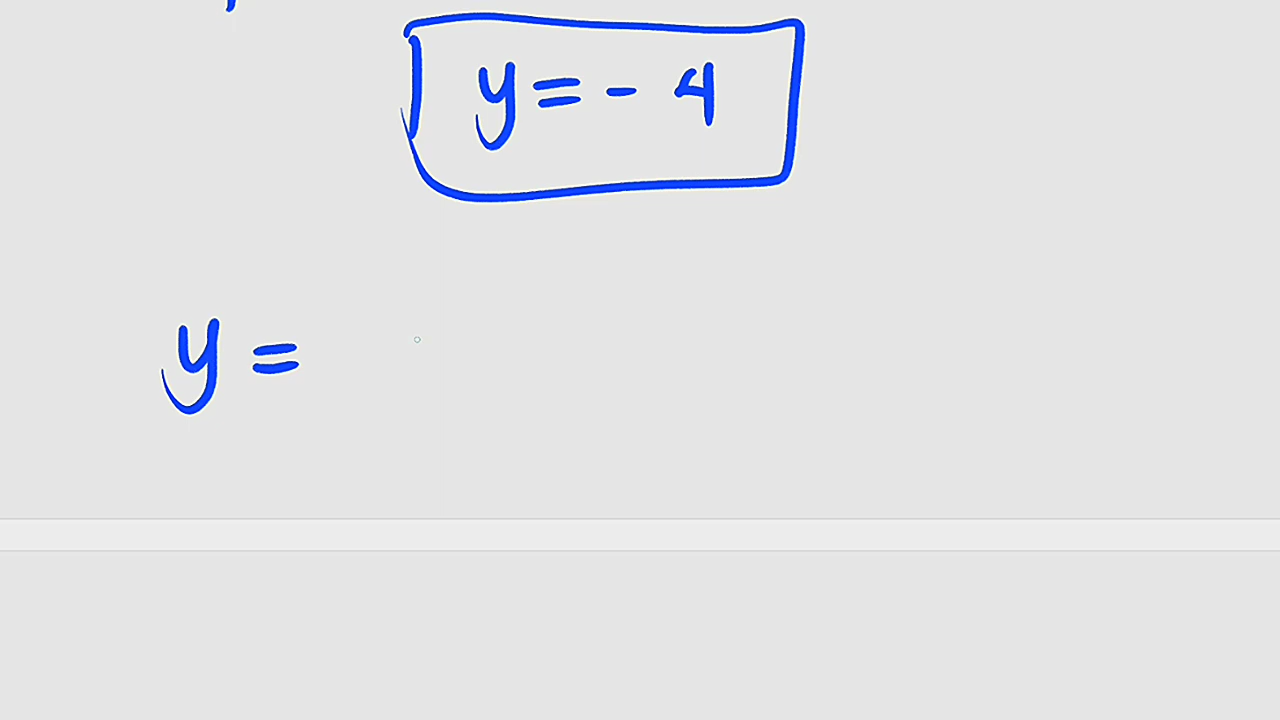 y = - 4
y =